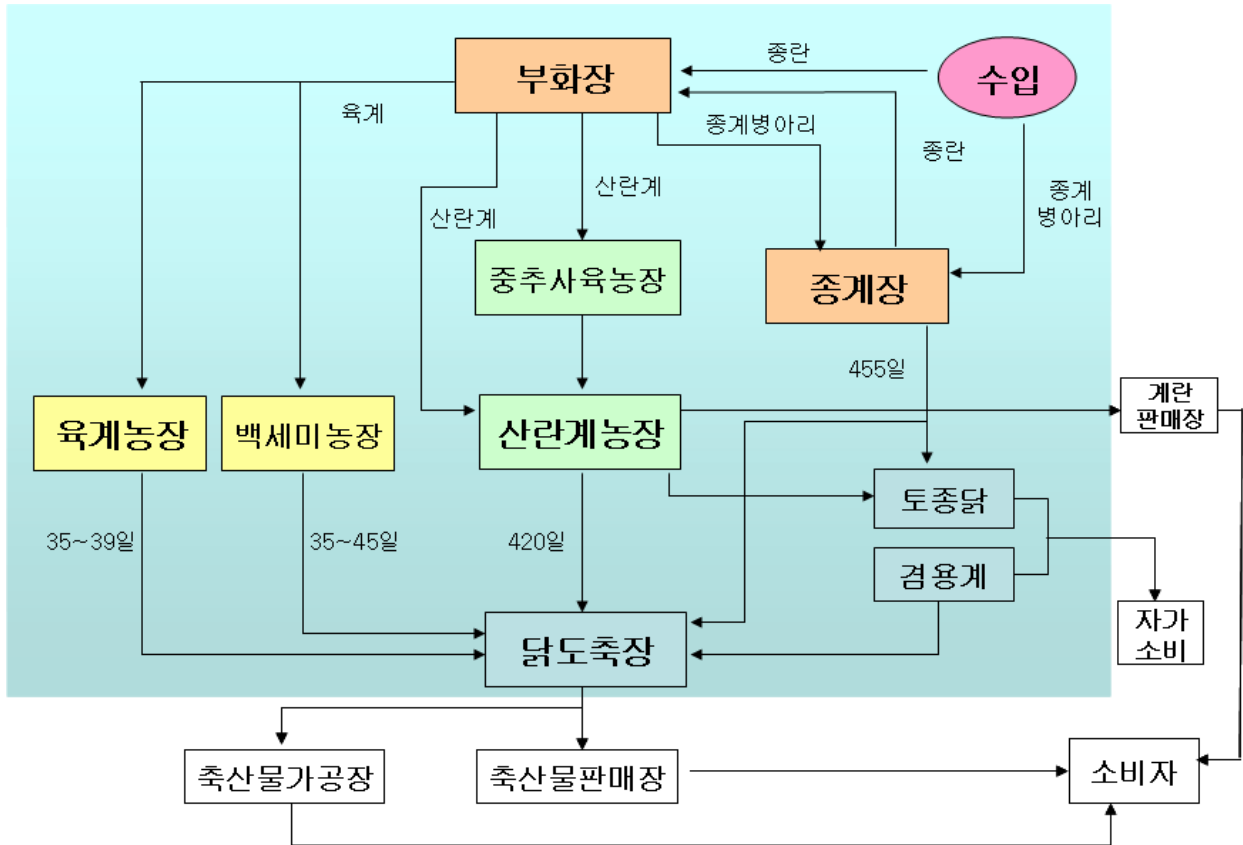 종란
부화장
수입
육계
종계병아리
종란
산란계
종계
병아리
산란계
중추사육농장
종계장
455일
계란
판매장
육계농장
백세미농장
산란계농장
토종닭
35~39일
35~45일
420일
겸용계
자가
소비
닭도축장
축산물가공장
축산물판매장
소비자